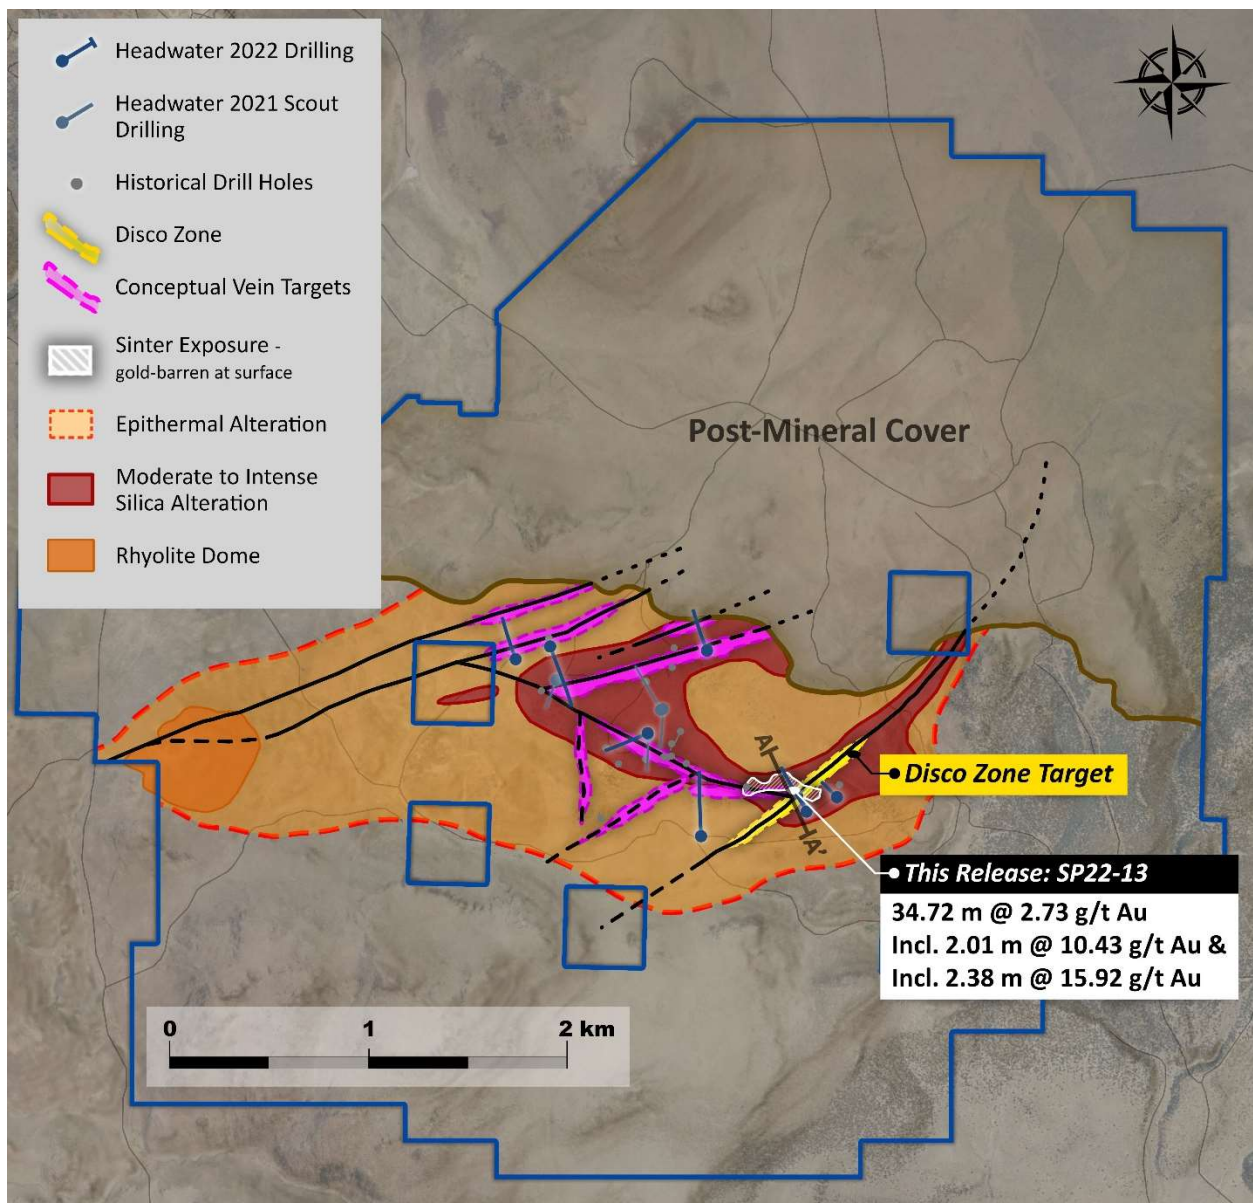 Headwater 2022 Drilling
Headwater 2021 Scout
Drilling
Historical Drill Holes
Disco Zone
Conceptual Vein Targets
Sinter Exposure -
gold-barren at surface
Epithermal Alteration
Moderate to Intense
Silica Alteration
Rhyolite Dome
Post-Mineral Cover
A
Disco Zone Target
A'
This Release: SP22-13
34.72 m @ 2.73 g/t Au
Incl. 2.01 m @ 10.43 g/t Au &
Incl. 2.38 m @ 15.92 g/t Au
0 1 2 km